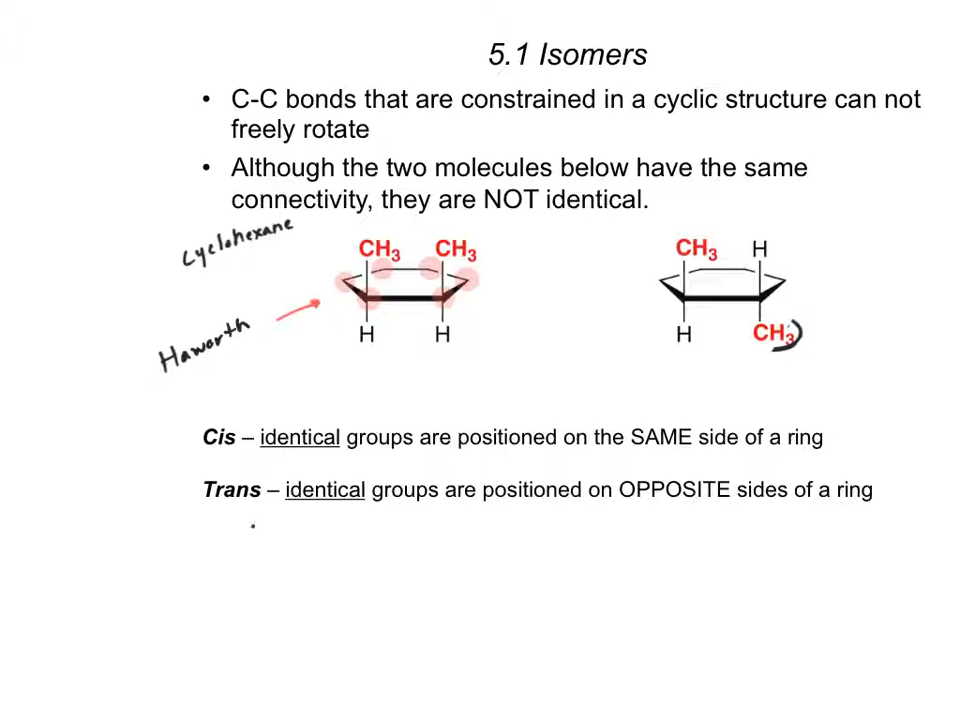 5.1 Isomers
• C-C bonds that are constrained in a cyclic structure can not
freely rotate
• Although the two molecules below have the same
connectivity, they are NOT identical.
Cyclohexane
CH3 CH3
CH3 H
Haworth
H H
H CH3
Cis – identical groups are positioned on the SAME side of a ring
Trans – identical groups are positioned on OPPOSITE sides of a ring